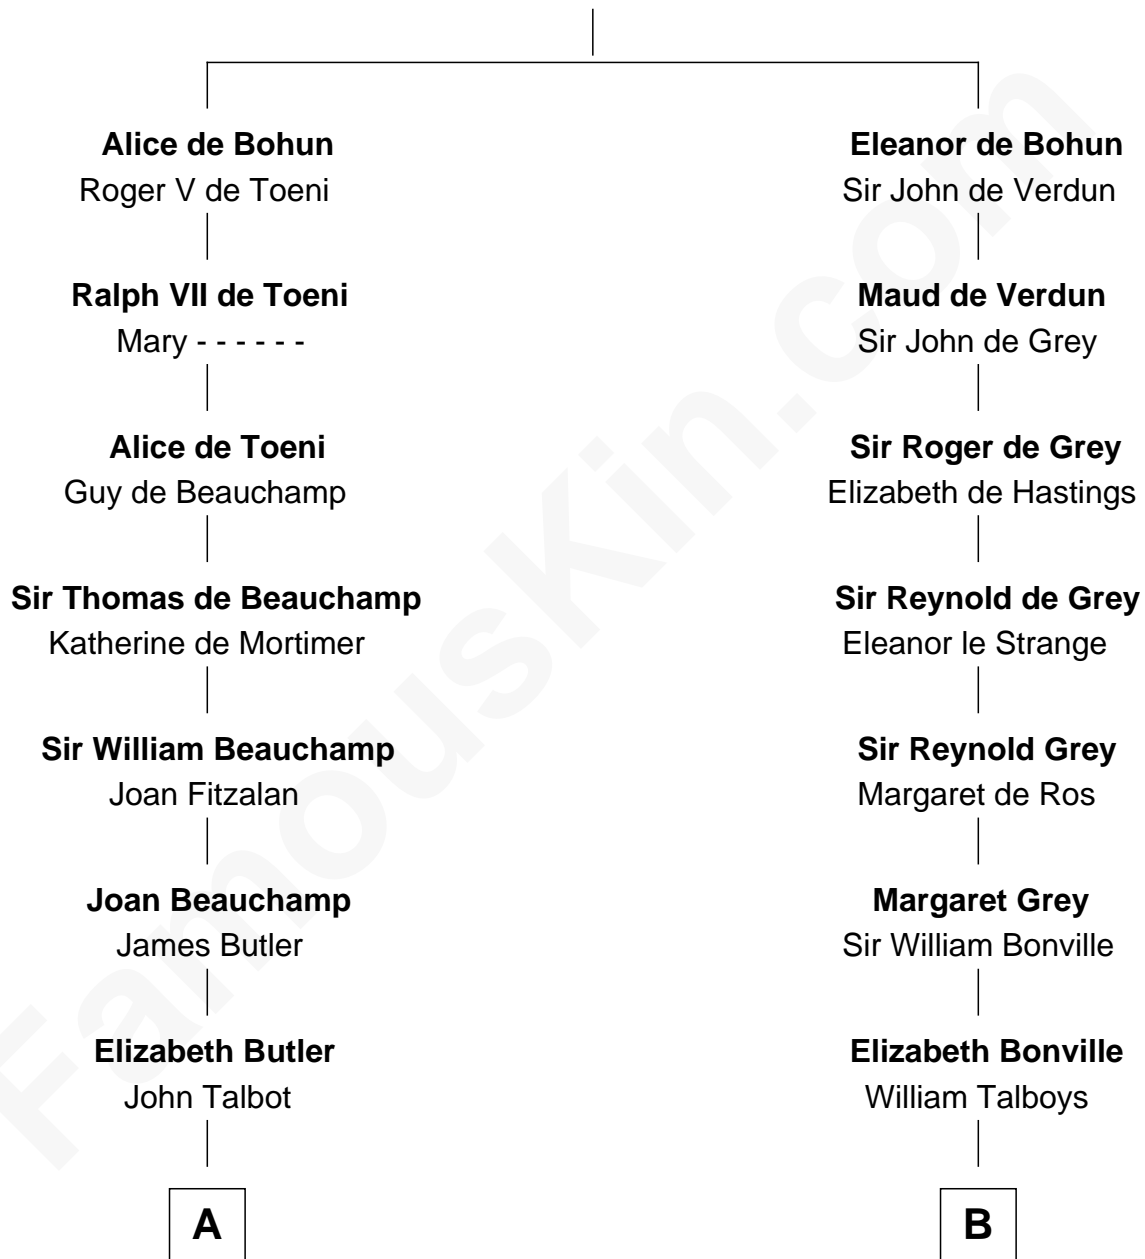 Alice de Bohun
Roger V de Toeni
Ralph VII de Toeni
Mary - - - - - -
Alice de Toeni
Guy de Beauchamp
Sir Thomas de Beauchamp
Katherine de Mortimer
Sir William Beauchamp
Joan Fitzalan
Joan Beauchamp
James Butler
Elizabeth Butler
John Talbot
A
Eleanor de Bohun
Sir John de Verdun
Maud de Verdun
Sir John de Grey
Sir Roger de Grey
Elizabeth de Hastings
Sir Reynold de Grey
Eleanor le Strange
Sir Reynold Grey
Margaret de Ros
Margaret Grey
Sir William Bonville
Elizabeth Bonville
William Talboys
B
FamousKin.com